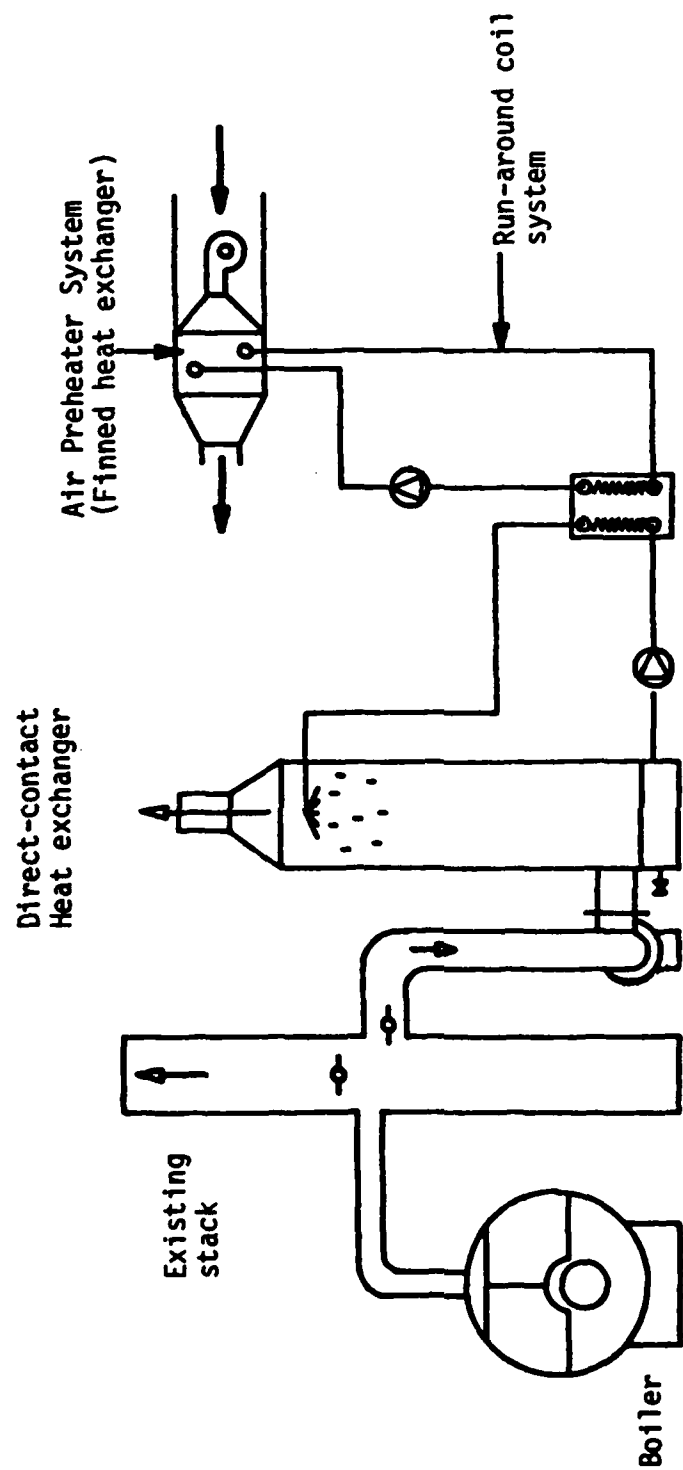 Air Preheater System
(Finned heat exchanger)
Run-around coil
system
Direct-contact
Heat exchanger
Existing
stack
Boiler